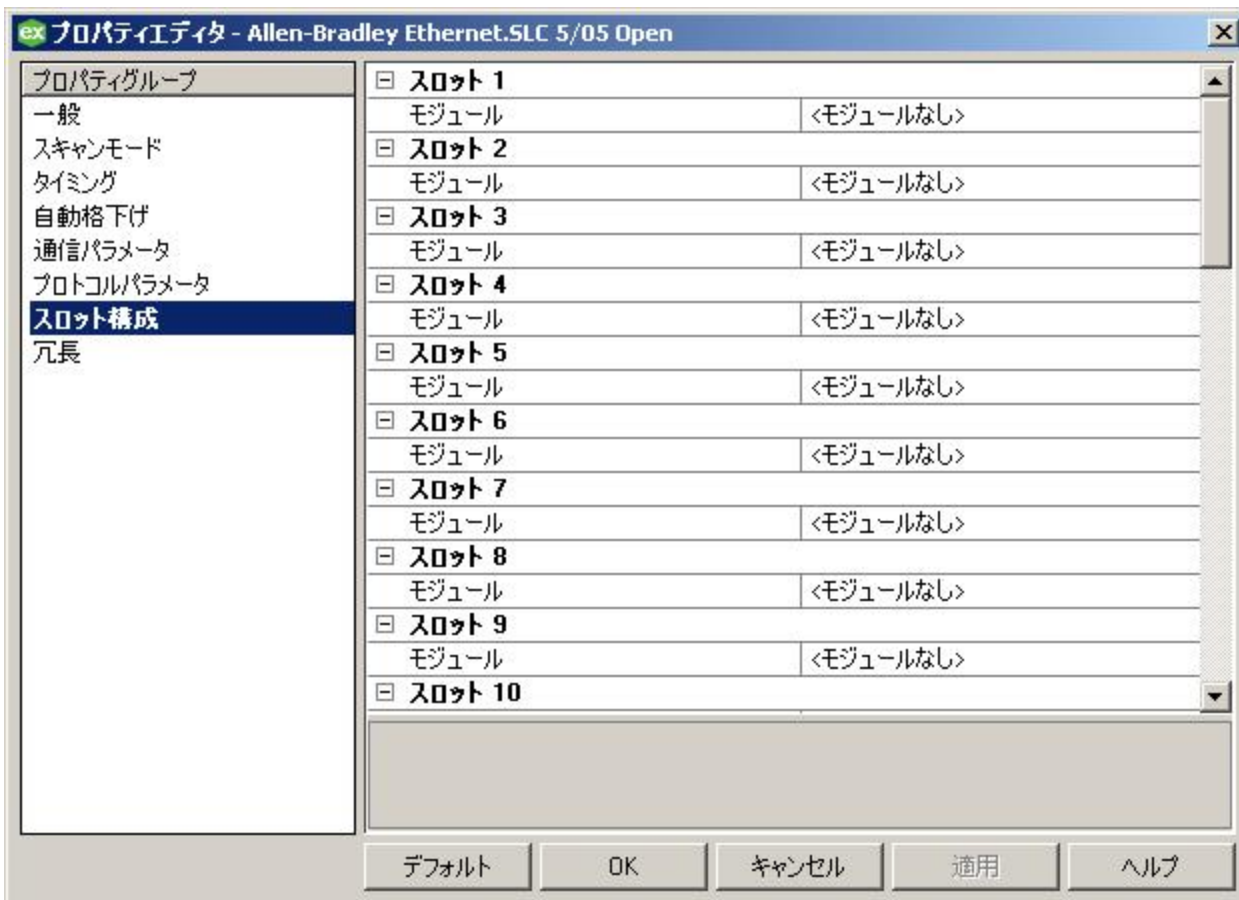 ex プロパティエディタ - Allen-Bradley Ethernet.SLC 5/05 Open
プロパティグループ
一般
スキャンモード
タイミング
自動格下げ
通信パラメータ
プロトコルパラメータ
スロット構成
冗長
スロット 1
モジュール <モジュールなし>
スロット 2
モジュール <モジュールなし>
スロット 3
モジュール <モジュールなし>
スロット 4
モジュール <モジュールなし>
スロット 5
モジュール <モジュールなし>
スロット 6
モジュール <モジュールなし>
スロット 7
モジュール <モジュールなし>
スロット 8
モジュール <モジュールなし>
スロット 9
モジュール <モジュールなし>
スロット 10
デフォルト OK キャンセル 適用 ヘルプ